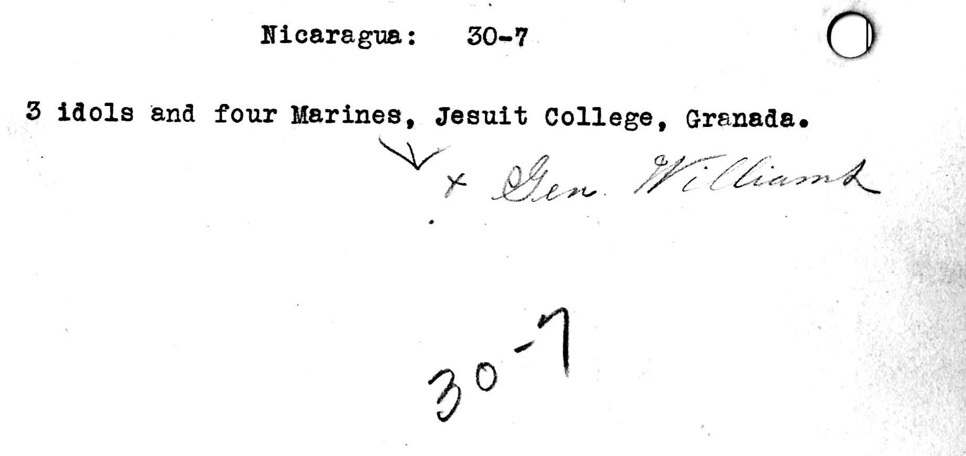 Nicaragua: 30-7
3 idols and four Marines, Jesuit College, Granada.
+ Gen. Williams
30-7